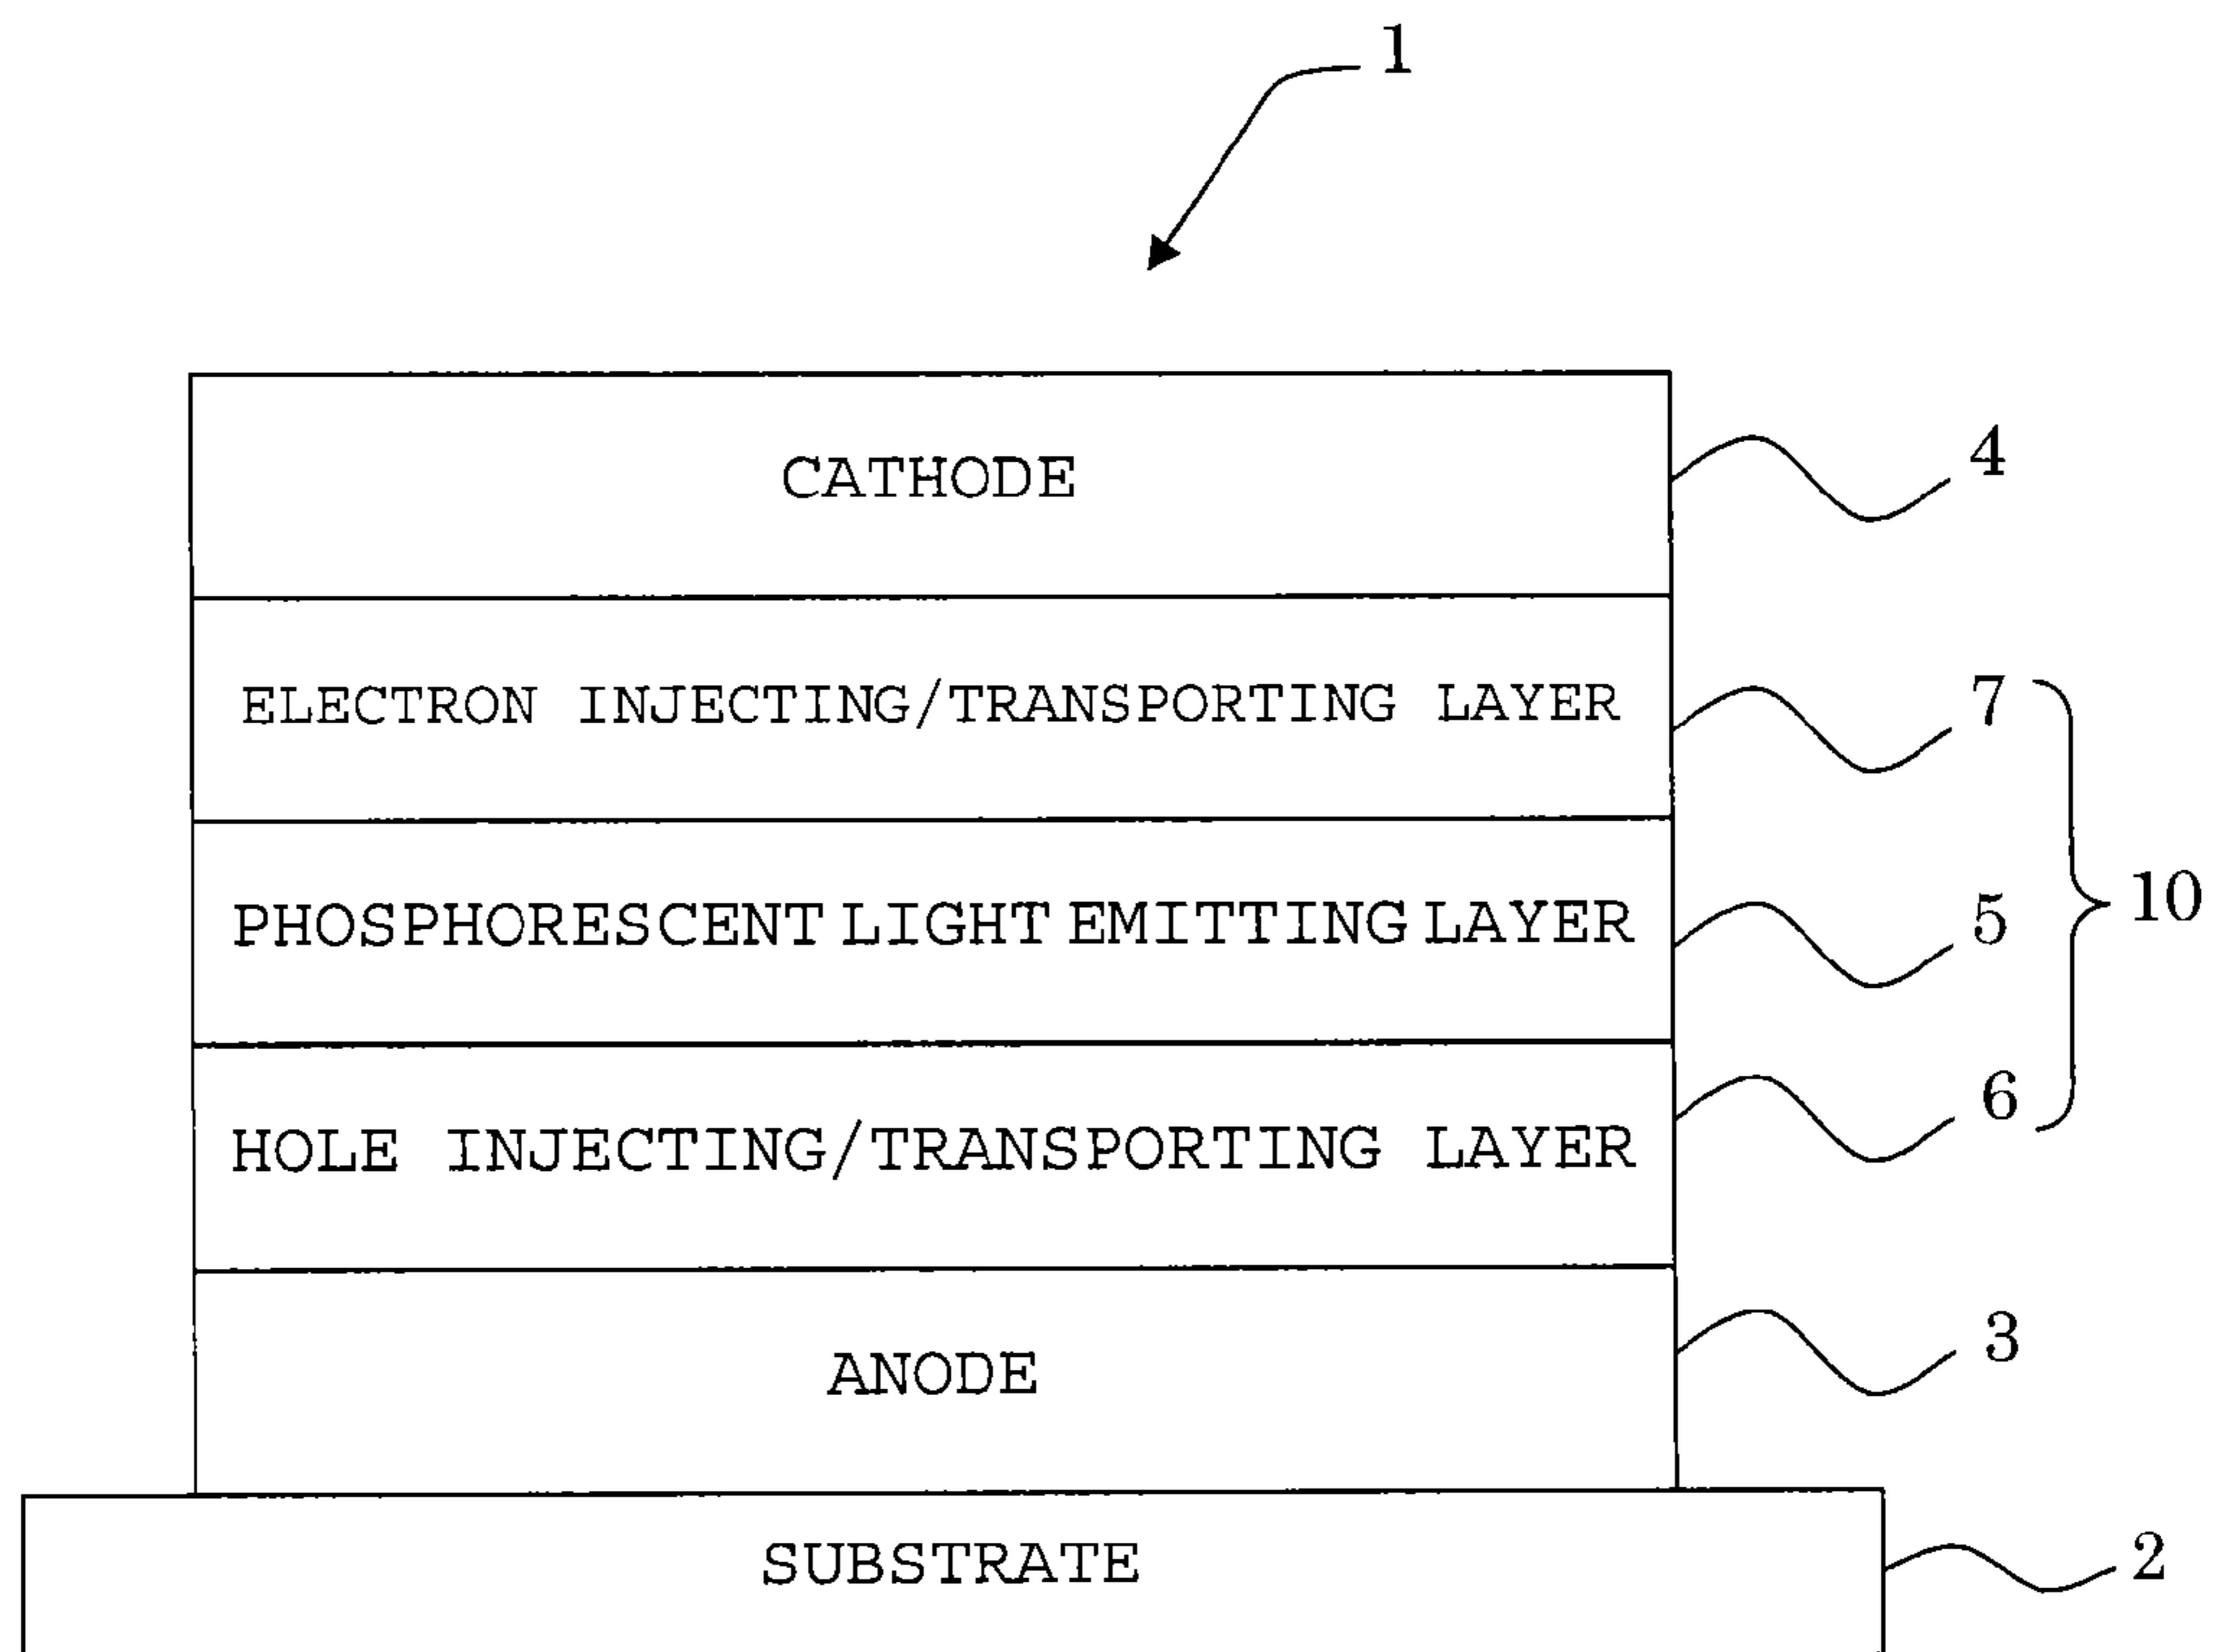 1
CATHODE
4
ELECTRON INJECTING/TRANSPORTING LAYER
7
PHOSPHORESCENT LIGHT EMITTING LAYER
5
10
HOLE INJECTING/TRANSPORTING LAYER
6
ANODE
3
SUBSTRATE
2